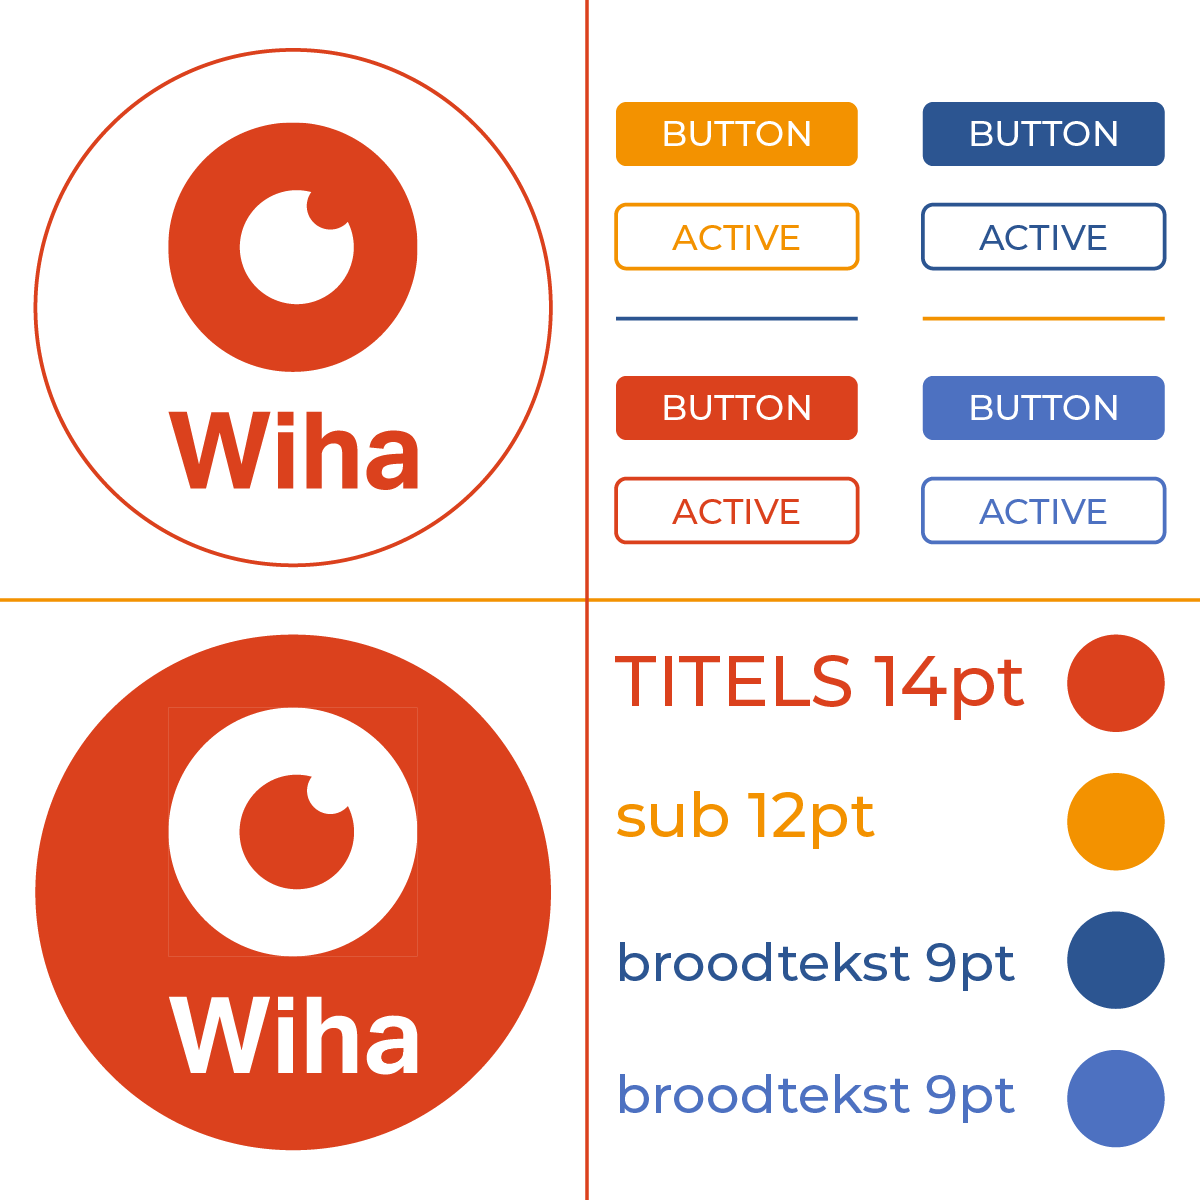 Wiha
BUTTON BUTTON
ACTIVE ACTIVE
BUTTON BUTTON
ACTIVE ACTIVE
Wiha
TITELS 14pt
sub 12pt
broodtekst 9pt
broodtekst 9pt